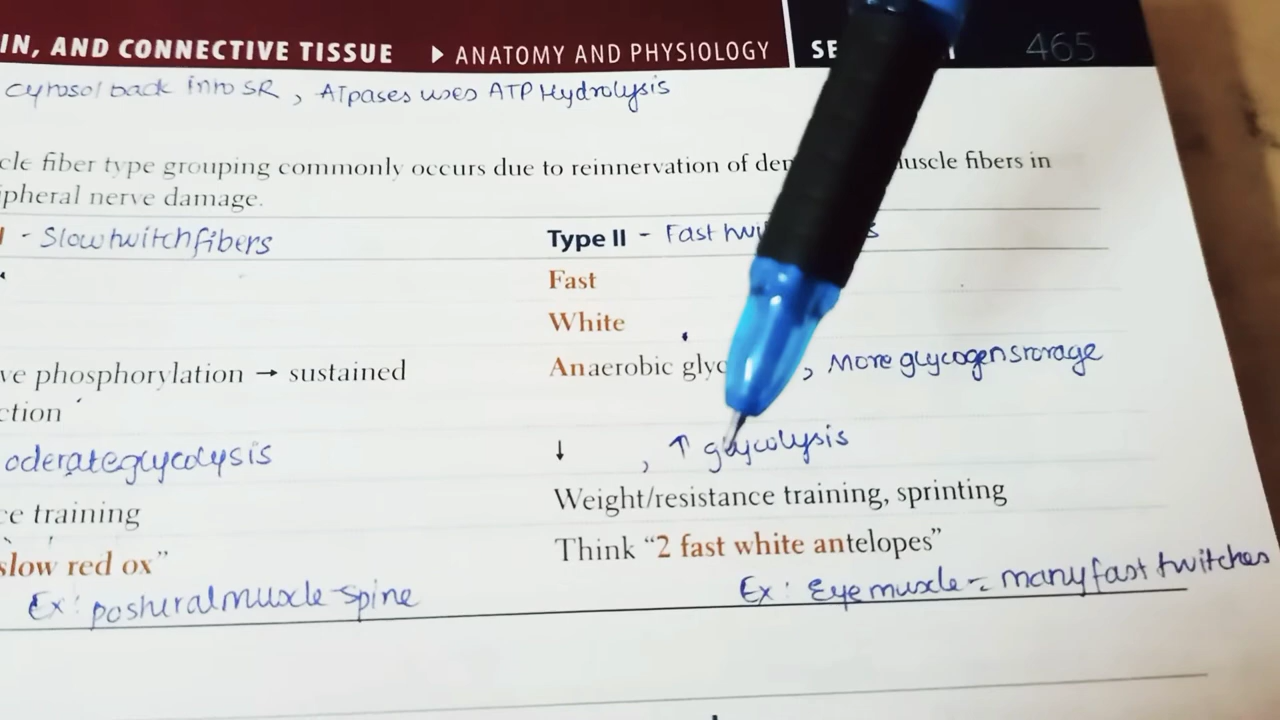 IN, AND CONNECTIVE TISSUE ▶ ANATOMY AND PHYSIOLOGY SE 465
cytosol back into SR, ATpases uses ATP Hydrolysis
cle fiber type grouping commonly occurs due to reinnervation of der uscle fibers in
ipheral nerve damage.
I - Slow twitch fibers Type II - Fast twi s
Fast
White
ve phosphorylation → sustained Anaerobic glyc , More glycogen storage
ction
oderate glycolysis ↓ , ↑ glycolysis
ce training Weight/resistance training, sprinting
slow red ox” Think “2 fast white antelopes”
Ex: postural muscle - spine Ex: Eye muscle - many fast twitches